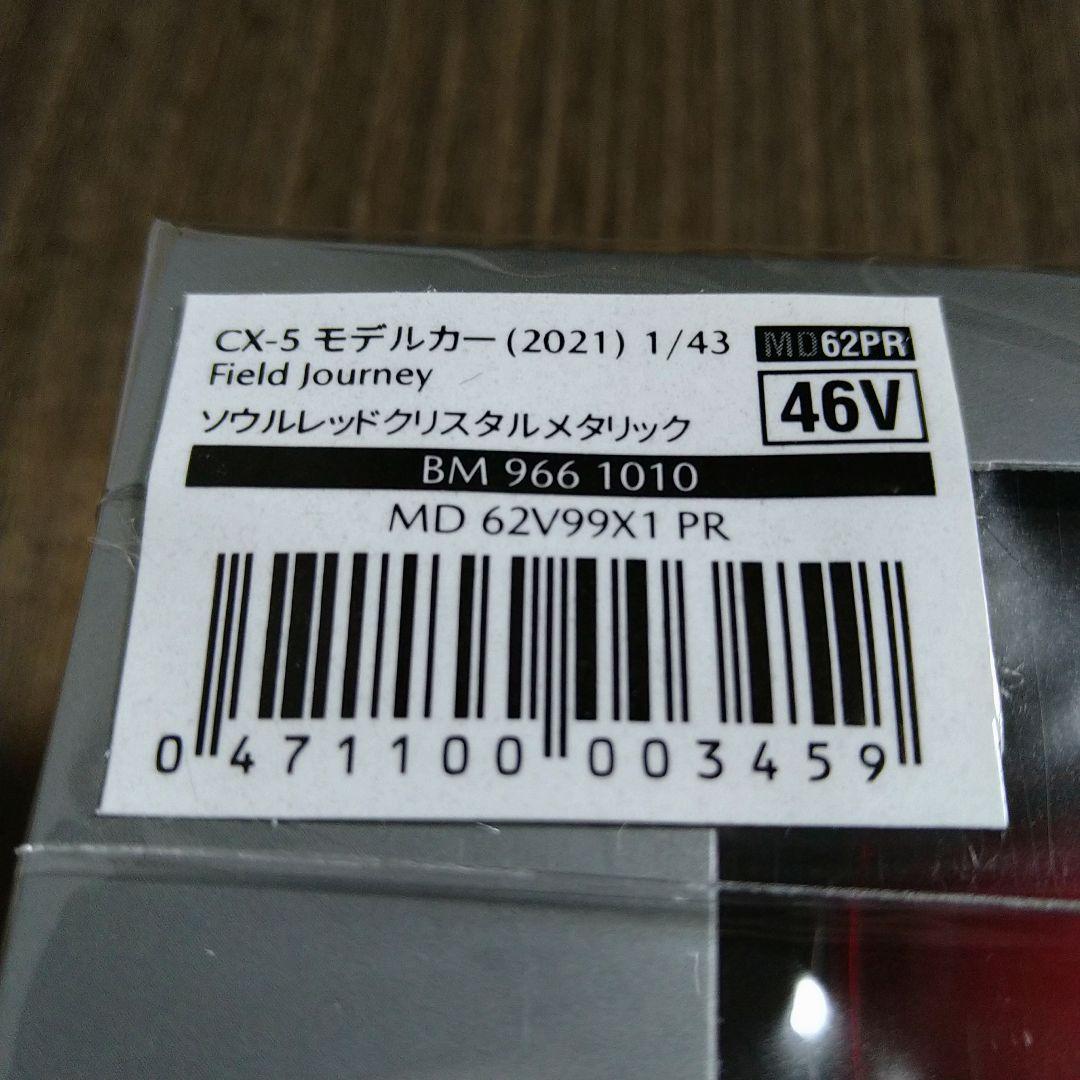 CX-5 モデルカー (2021) 1/43
Field Journey
ソウルレッドクリスタルメタリック
MD62PR
46V
BM 966 1010
MD 62V99X1 PR
0 471100 003459